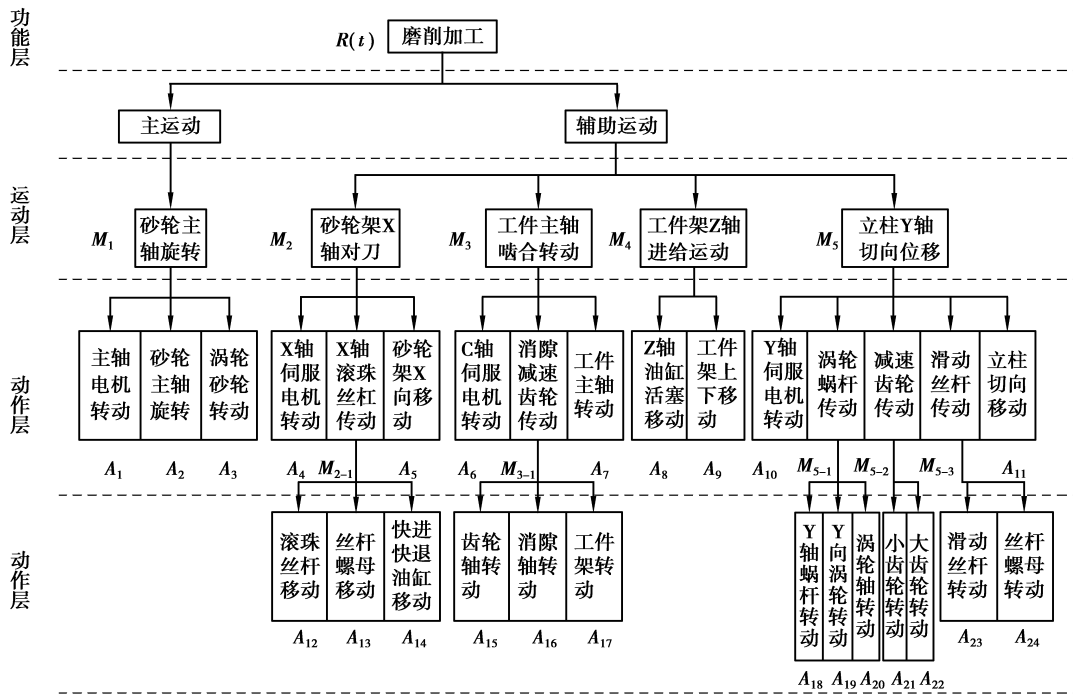 功能层
R(t)
磨削加工
主运动
辅助运动
运动层
M1
砂轮主
轴旋转
M2
砂轮架X
轴对刀
M3
工件主轴
啮合转动
M4
工件架Z轴
进给运动
M5
立柱Y轴
切向位移
动作层
主轴
电机
转动
砂轮
主轴
旋转
涡轮
砂轮
转动
X轴
伺服
电机
转动
X轴
滚珠
丝杠
传动
砂轮
架X
向移
动
C轴
伺服
电机
转动
消隙
减速
齿轮
传动
工件
主轴
转动
Z轴
油缸
活塞
移动
工件
架上
下移
动
Y轴
伺服
电机
转动
涡轮
蜗杆
传动
减速
齿轮
传动
滑动
丝杆
传动
立柱
切向
移动
A1
A2
A3
A4
M2-1
A5
A6
M3-1
A7
A8
A9
A10
M5-1
M5-2
M5-3
A11
动作层
滚珠
丝杆
移动
丝杆
螺母
移动
快进
快退
油缸
移动
齿轮
轴转
动
消隙
轴转
动
工件
架转
动
Y轴蜗杆转动
Y向涡轮转动
涡轮轴转动
小齿轮转动
大齿轮转动
滑动
丝杆
转动
丝杆
螺母
转动
A12
A13
A14
A15
A16
A17
A18
A19
A20
A21
A22
A23
A24